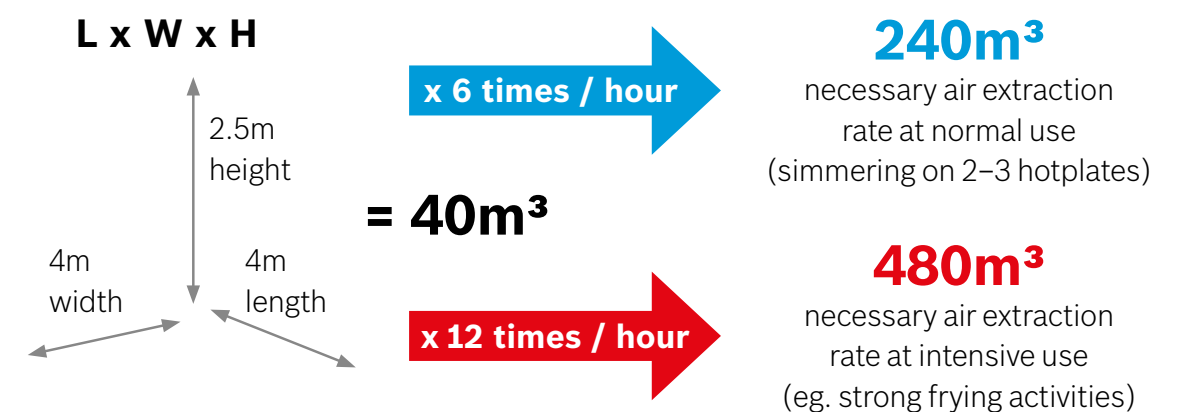 L x W x H
2.5m
height
4m
width
4m
length
= 40m³
x 6 times / hour
240m³
necessary air extraction
rate at normal use
(simmering on 2–3 hotplates)
x 12 times / hour
480m³
necessary air extraction
rate at intensive use
(eg. strong frying activities)